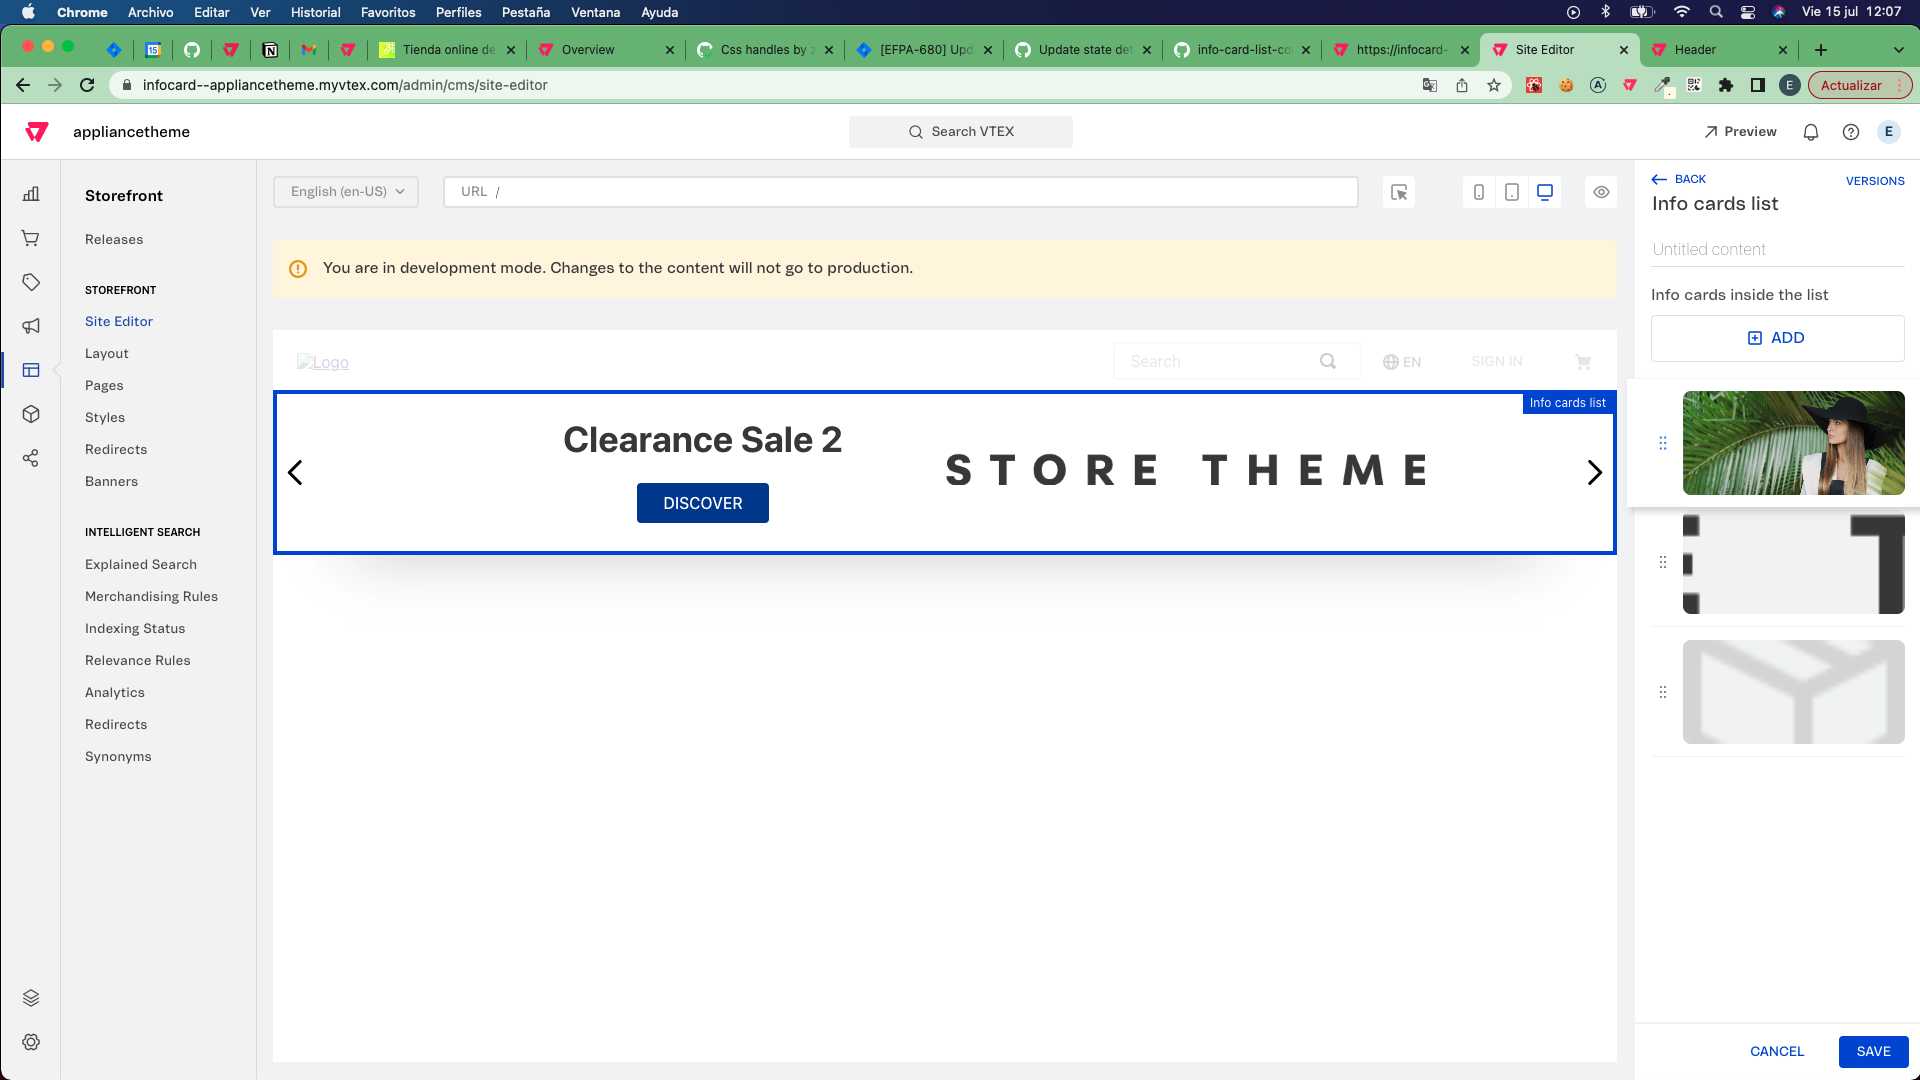 Chrome Archivo Editar Ver Historial Favoritos Perfiles Pestaña Ventana Ayuda Vie 15 jul 12:07
15 Tienda online de Overview Css handles by z [EFPA-680] Upd Update state det info-card-list-co https://infocard- Site Editor Header
infocard--appliancetheme.myvtex.com/admin/cms/site-editor E Actualizar
appliancetheme Search VTEX Preview E
Storefront
Releases
STOREFRONT
Site Editor
Layout
Pages
Styles
Redirects
Banners
INTELLIGENT SEARCH
Explained Search
Merchandising Rules
Indexing Status
Relevance Rules
Analytics
Redirects
Synonyms
English (en-US) URL /
You are in development mode. Changes to the content will not go to production.
Logo Search EN SIGN IN
Info cards list
Clearance Sale 2
DISCOVER
STORE THEME
BACK VERSIONS
Info cards list
Untitled content
Info cards inside the list
ADD
CANCEL SAVE